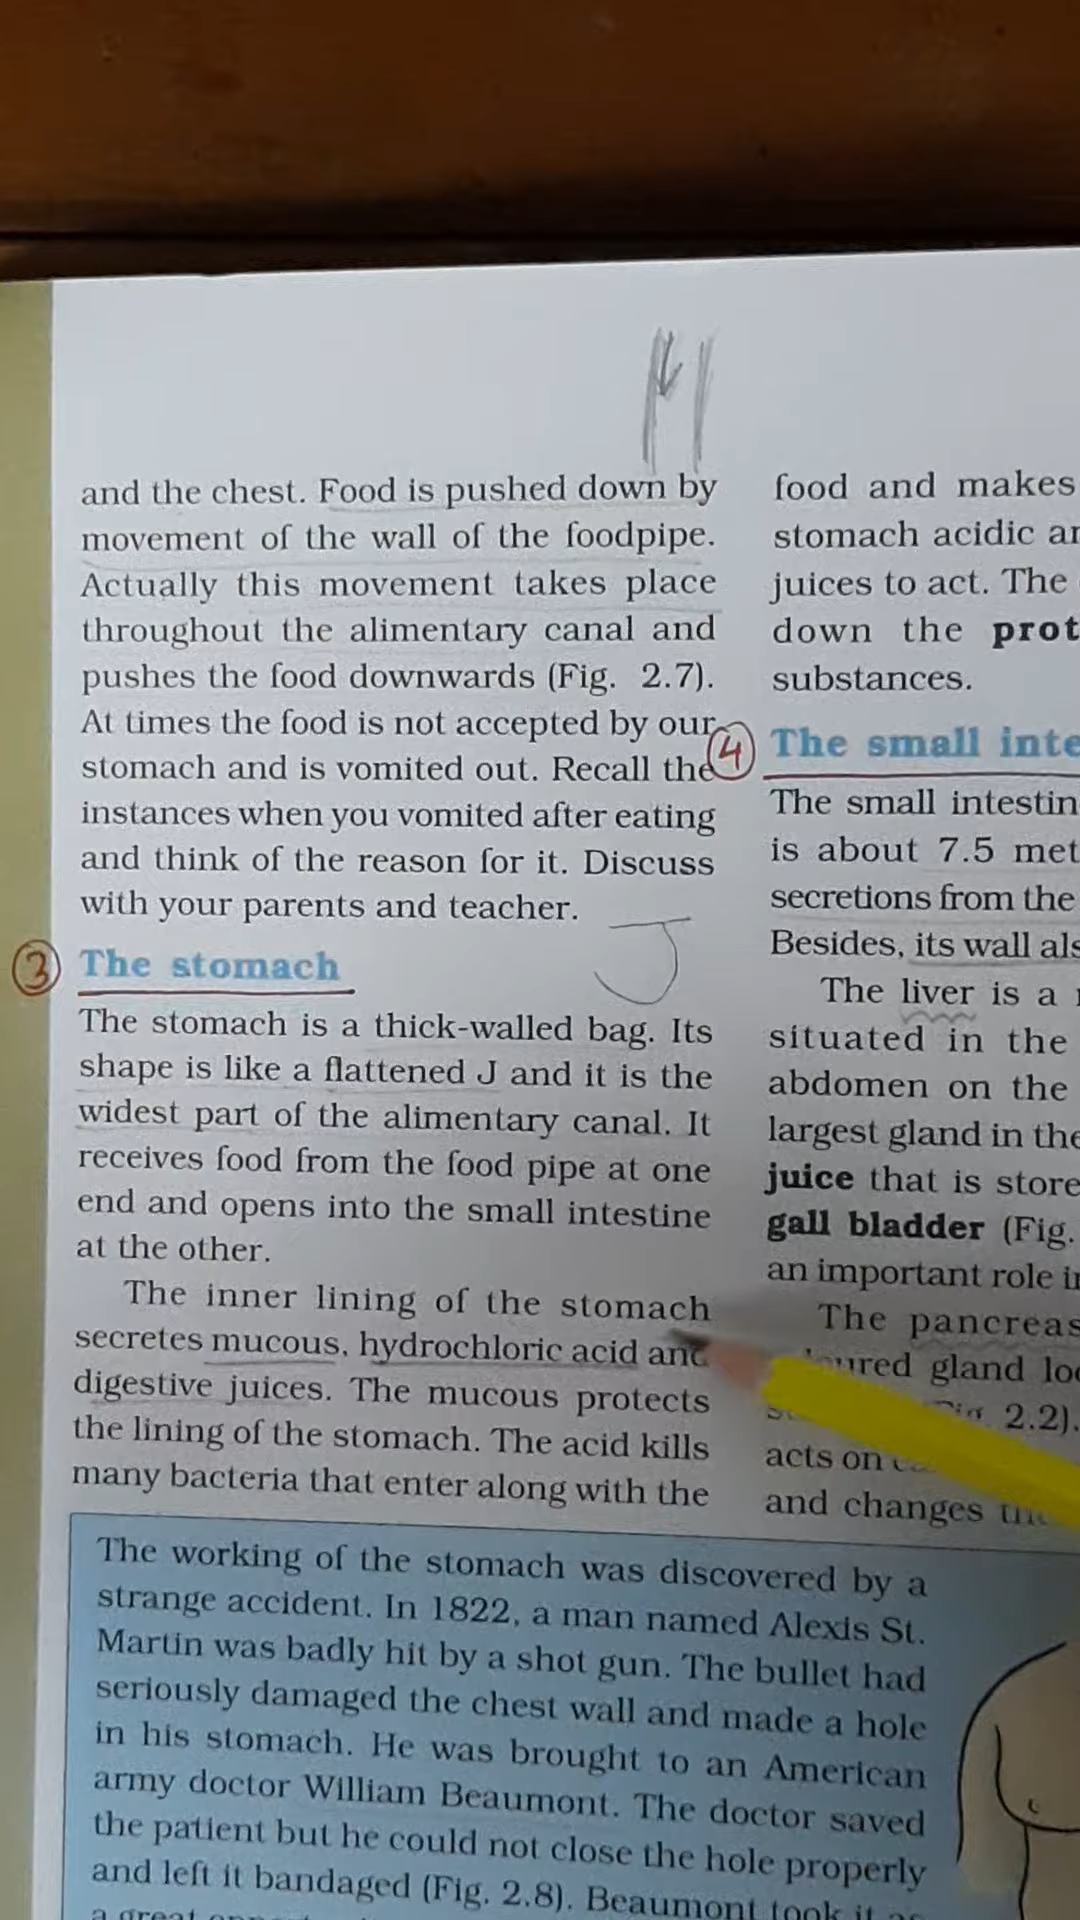 and the chest. Food is pushed down by
movement of the wall of the foodpipe.
Actually this movement takes place
throughout the alimentary canal and
pushes the food downwards (Fig. 2.7).
At times the food is not accepted by our
stomach and is vomited out. Recall the
instances when you vomited after eating
and think of the reason for it. Discuss
with your parents and teacher.
J
3 The stomach
The stomach is a thick-walled bag. Its
shape is like a flattened J and it is the
widest part of the alimentary canal. It
receives food from the food pipe at one
end and opens into the small intestine
at the other.
The inner lining of the stomach
secretes mucous, hydrochloric acid and
digestive juices. The mucous protects
the lining of the stomach. The acid kills
many bacteria that enter along with the
food and makes
stomach acidic
juices to act. The
down the
substances.
4 The small
The small
is about 7.5
secretions from the
Besides, its wall
The liver is a
situated in the
abdomen on the
largest gland in
juice that is
gall bladder (Fig.
an important role
The
gland
2.2).
acts on
and changes
The working of the stomach was discovered by a
strange accident. In 1822, a man named Alexis St.
Martin was badly hit by a shot gun. The bullet had
seriously damaged the chest wall and made a hole
in his stomach. He was brought to an American
army doctor William Beaumont. The doctor saved
the patient but he could not close the hole properly
and left it bandaged (Fig. 2.8). Beaumont took it